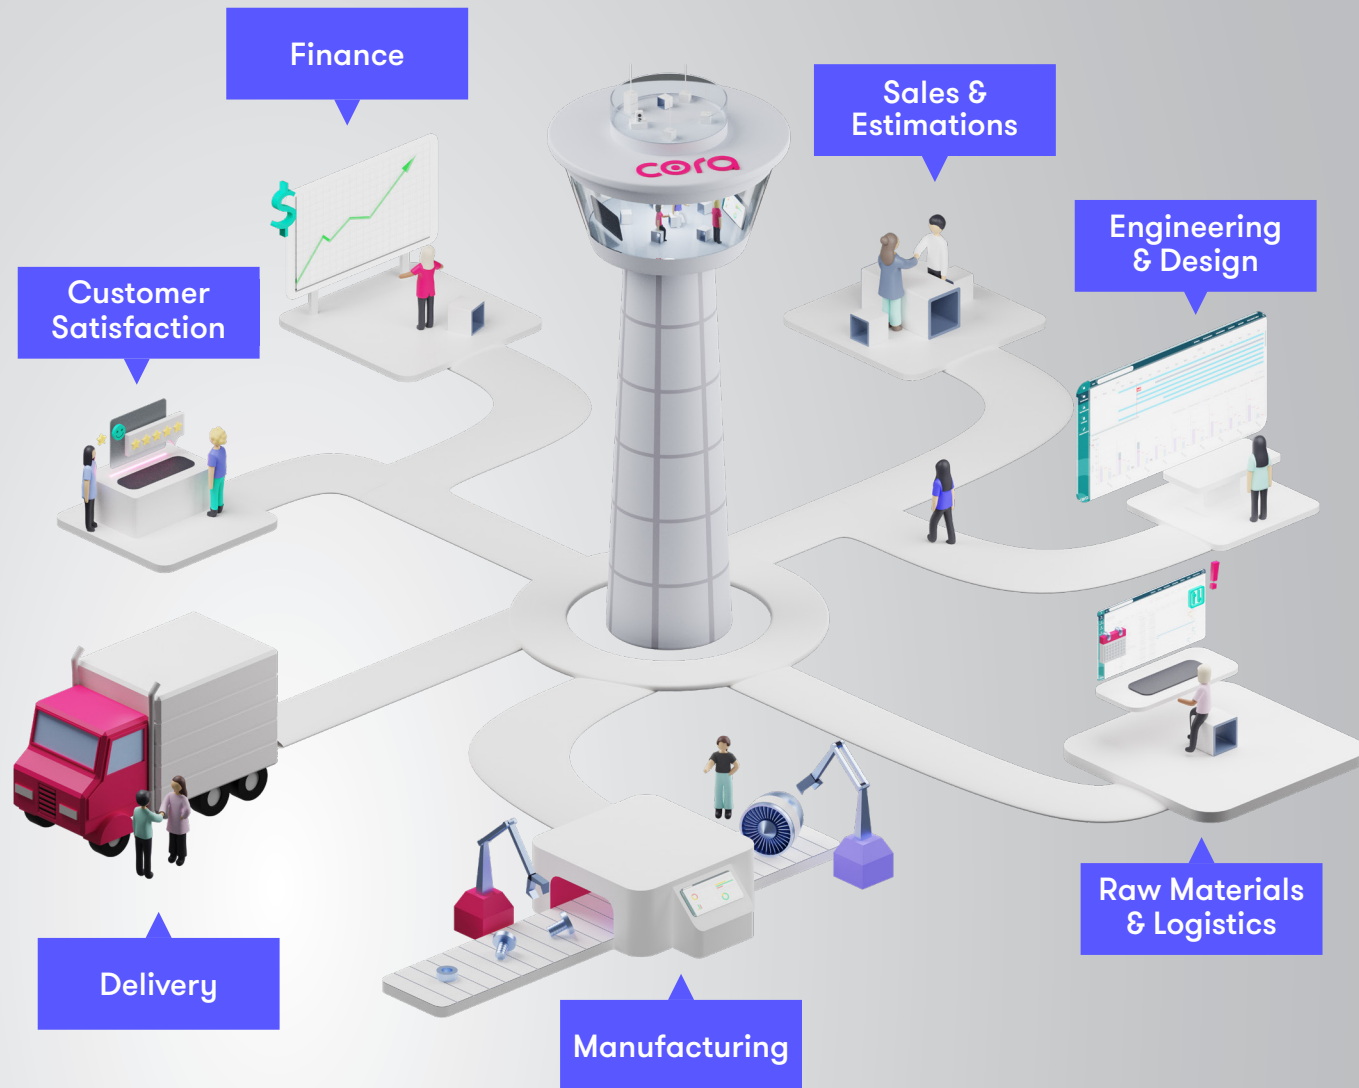 Finance
Sales &
Estimations
cora
Engineering
& Design
Customer
Satisfaction
$
!
Raw Materials
& Logistics
Delivery
Manufacturing